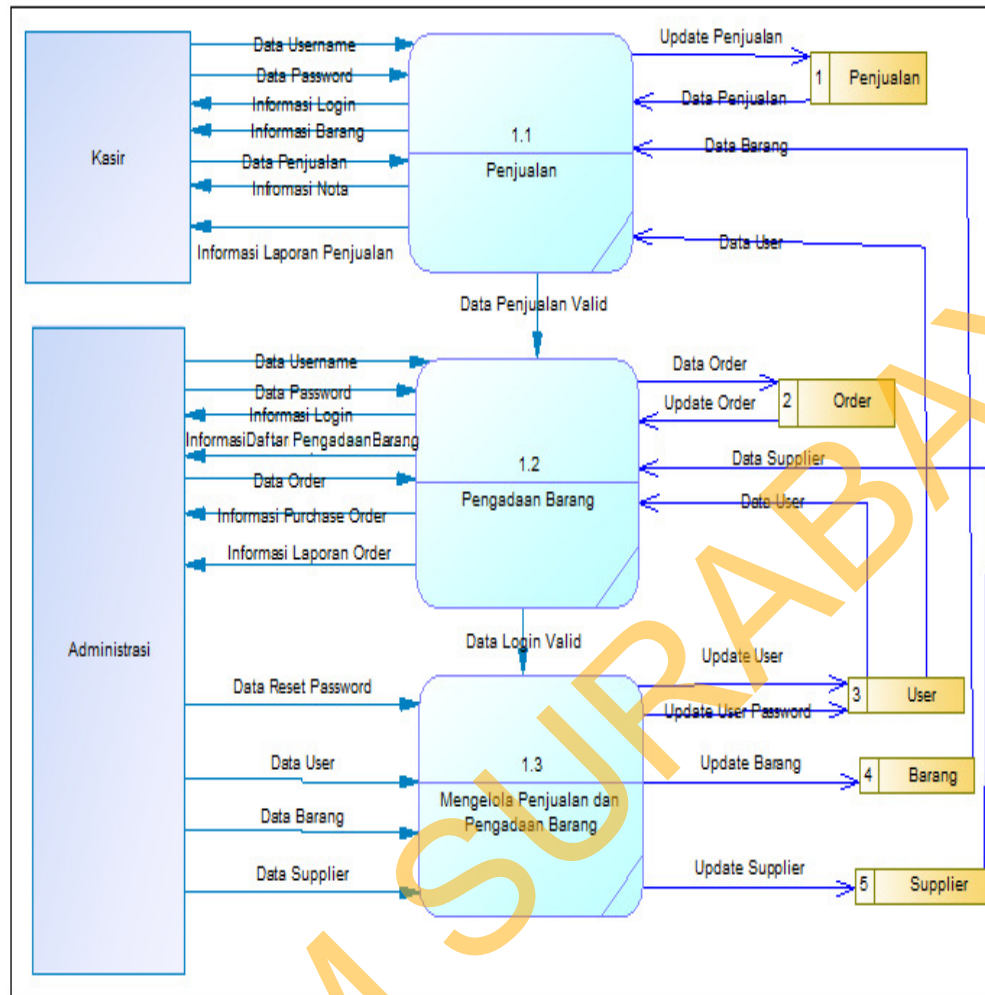 Kasir
Data Username
Data Password
Informasi Login
Informasi Barang
Data Penjualan
Infromasi Nota
Informasi Laporan Penjualan
1.1
Penjualan
Update Penjualan
Data Penjualan
1 Penjualan
Data Barang
Data User
Data Penjualan Valid
Administrasi
Data Username
Data Password
Informasi Login
InformasiDaftar PengadaanBarang
Data Order
Informasi Purchase Order
Informasi Laporan Order
1.2
Pengadaan Barang
Data Order
Update Order
2 Order
Data Supplier
Data User
Data Login Valid
Data Reset Password
Data User
Data Barang
Data Supplier
1.3
Mengelola Penjualan dan
Pengadaan Barang
Update User
Update User Password
3 User
Update Barang
4 Barang
Update Supplier
5 Supplier
M SURABAY